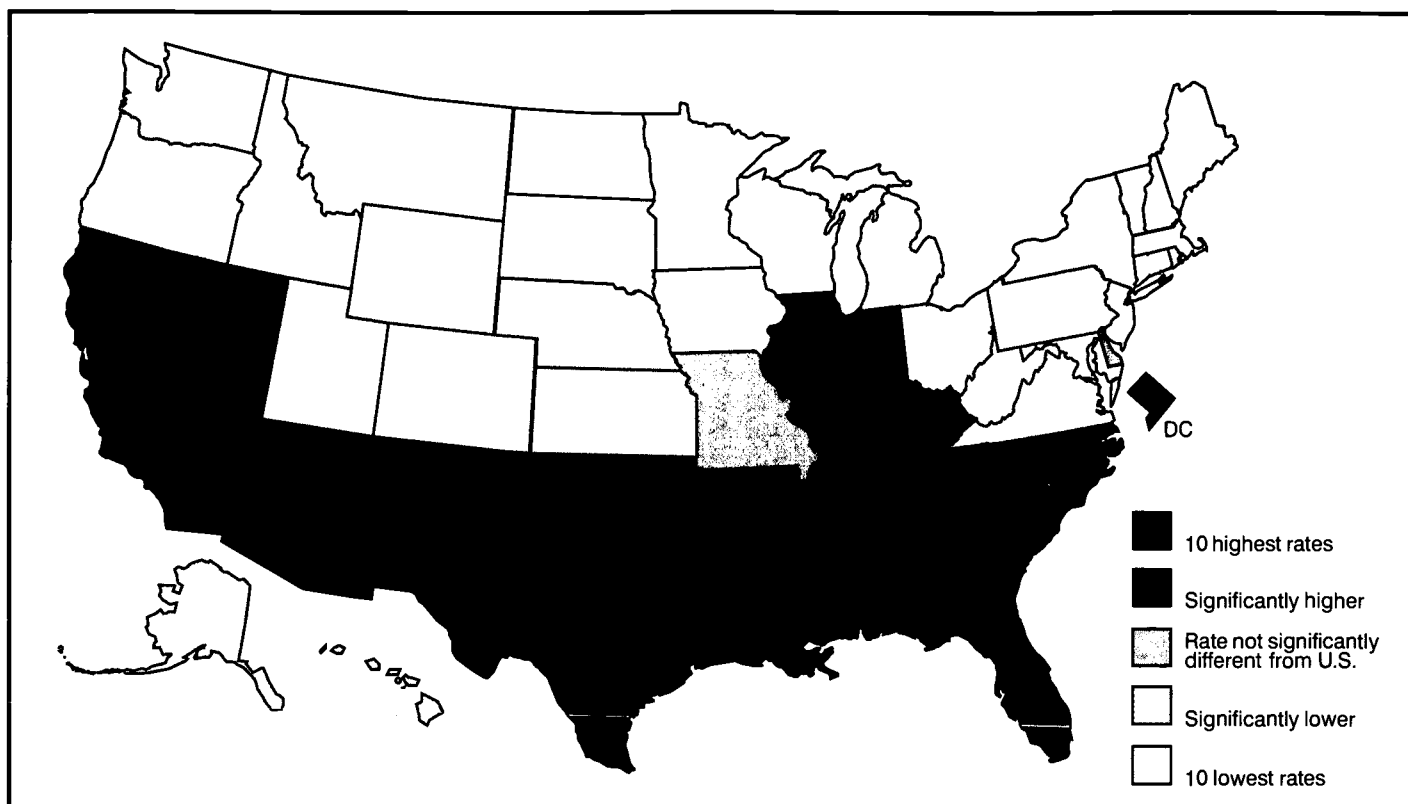 DC
10 highest rates
Significantly higher
Rate not significantly
different from U.S.
Significantly lower
10 lowest rates